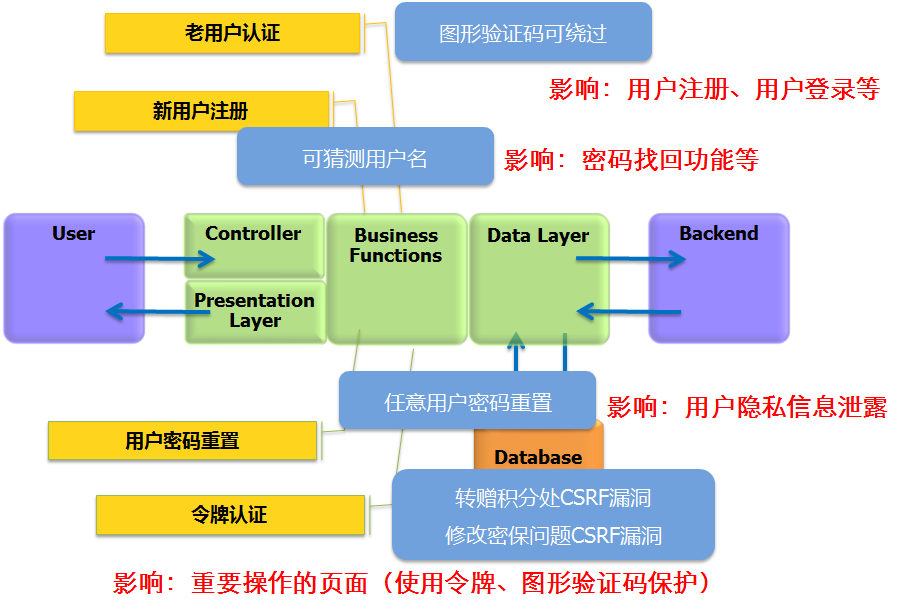 老用户认证
图形验证码可绕过
影响：用户注册、用户登录等
新用户注册
可猜测用户名
影响：密码找回功能等
User
Controller
Presentation
Layer
Business
Functions
Data Layer
Backend
任意用户密码重置
影响：用户隐私信息泄露
用户密码重置
Database
令牌认证
转赠积分处CSRF漏洞
修改密保问题CSRF漏洞
影响：重要操作的页面（使用令牌、图形验证码保护）